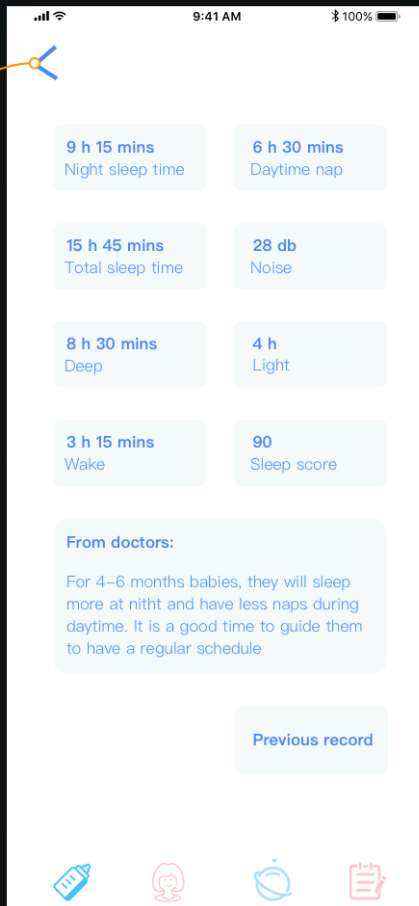 9:41 AM
100%
9 h 15 mins
Night sleep time
6 h 30 mins
Daytime nap
15 h 45 mins
Total sleep time
28 db
Noise
8 h 30 mins
Deep
4 h
Light
3 h 15 mins
Wake
90
Sleep score
From doctors:
For 4–6 months babies, they will sleep
more at nitht and have less naps during
daytime. It is a good time to guide them
to have a regular schedule
Previous record